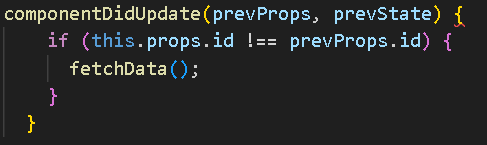 componentDidUpdate(prevProps, prevState) {
if (this.props.id !== prevProps.id) {
fetchData();
}
}